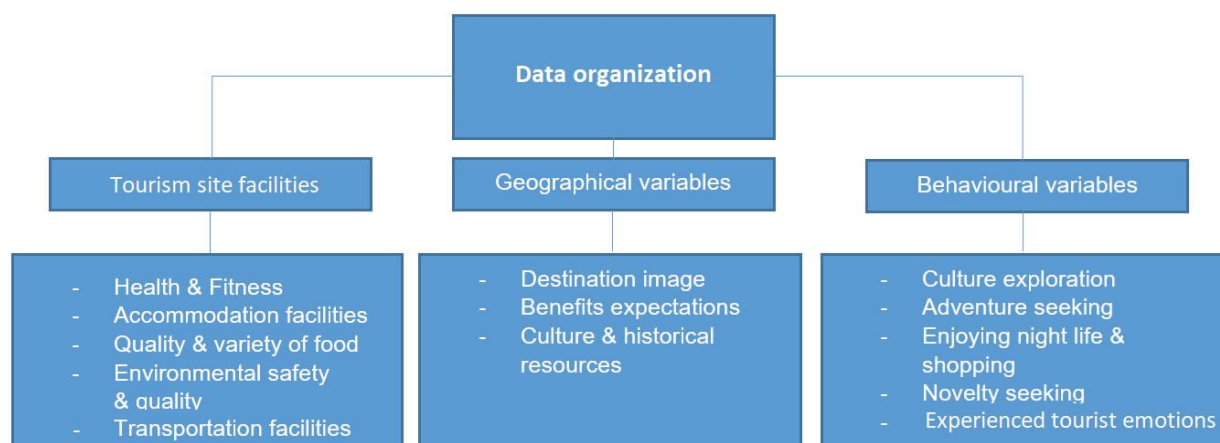 Data organization
Tourism site facilities
Geographical variables
Behavioural variables
- Health & Fitness
- Accommodation facilities
- Quality & variety of food
- Environmental safety
& quality
- Transportation facilities
- Destination image
- Benefits expectations
- Culture & historical
resources
- Culture exploration
- Adventure seeking
- Enjoying night life &
shopping
- Novelty seeking
- Experienced tourist emotions